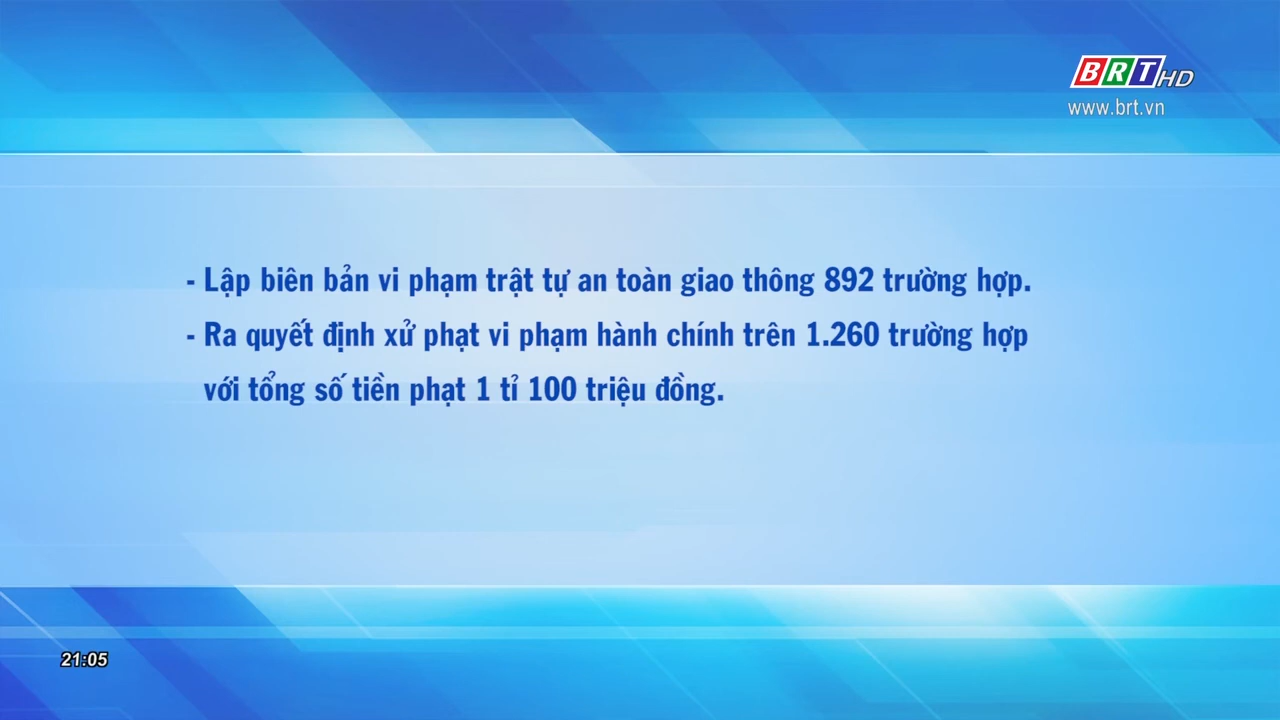 BRT HD
www.brt.vn
- Lập biên bản vi phạm trật tự an toàn giao thông 892 trường hợp.
- Ra quyết định xử phạt vi phạm hành chính trên 1.260 trường hợp
với tổng số tiền phạt 1 tỉ 100 triệu đồng.
21:05